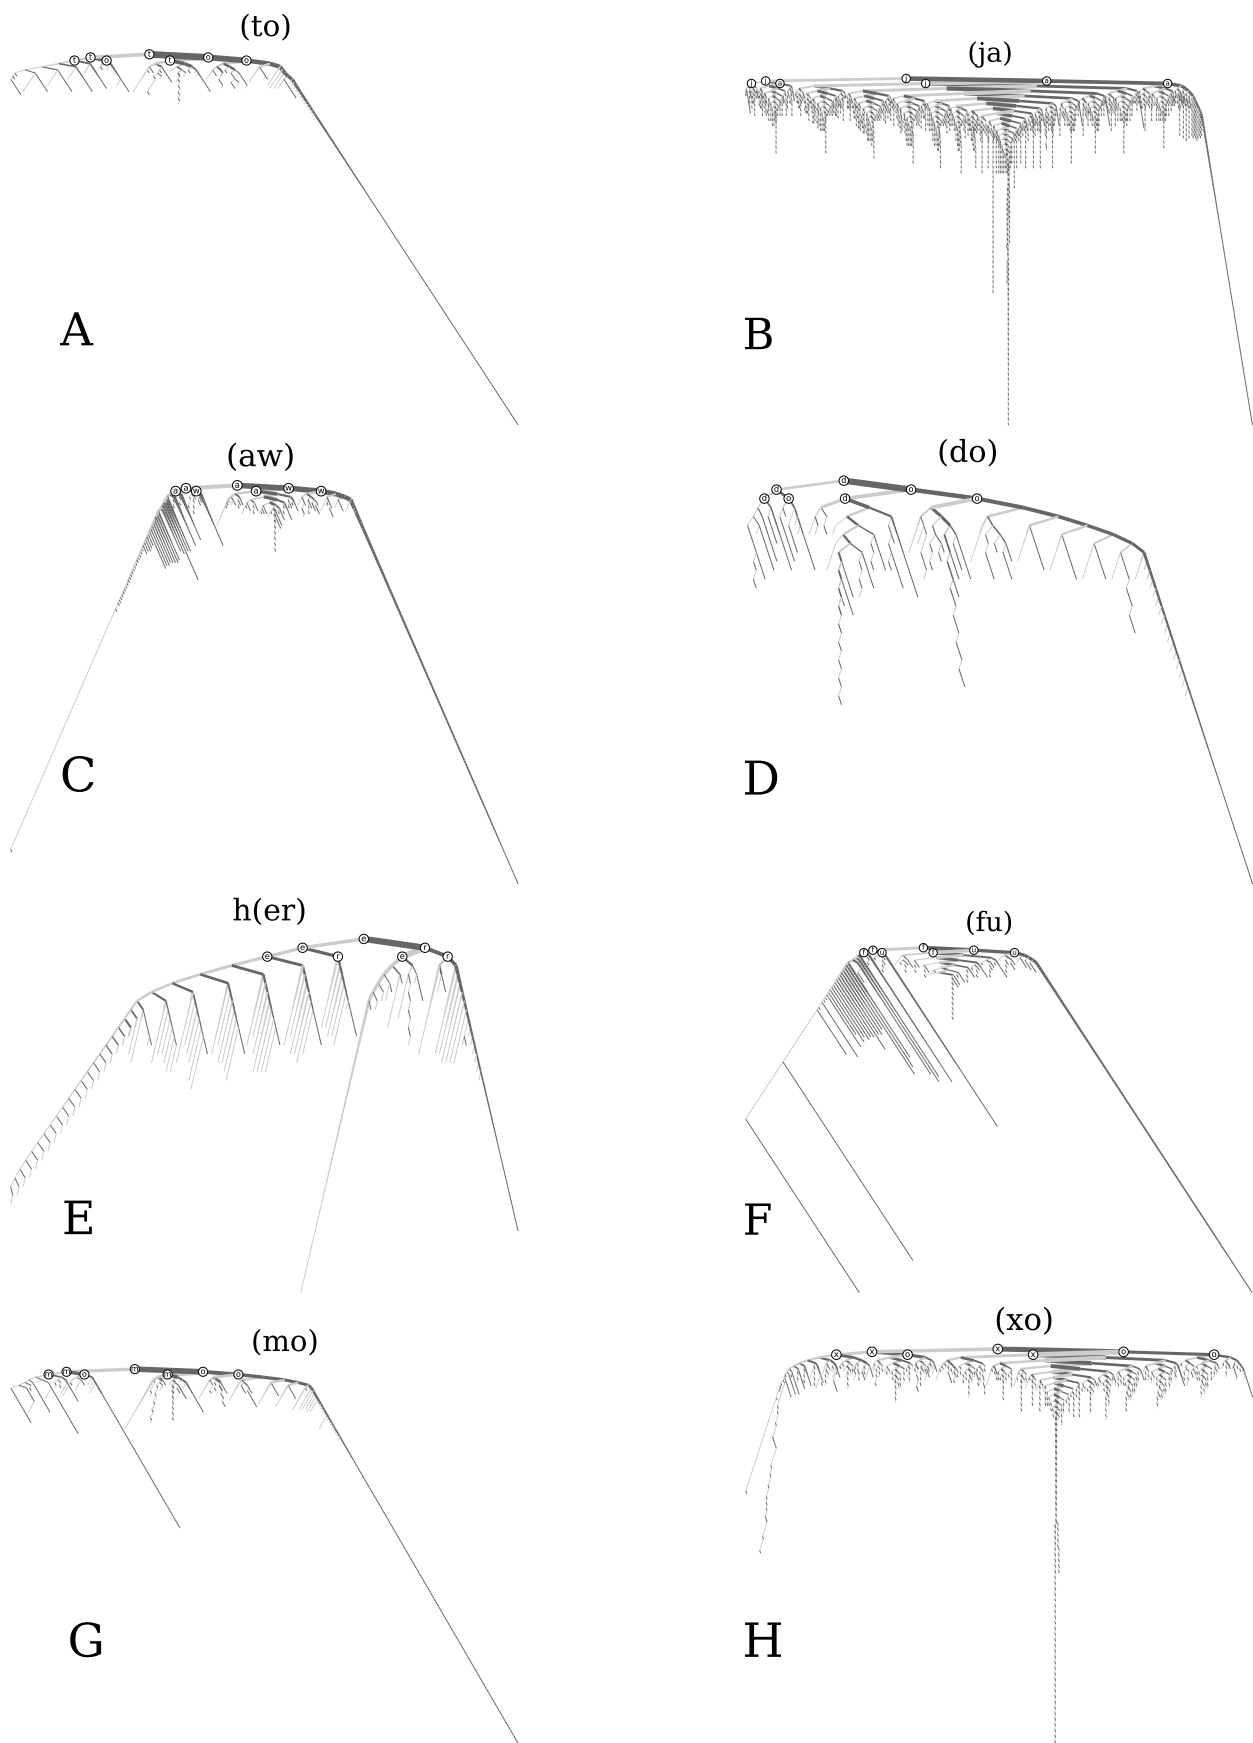 (to)
t t o t t o o
A
(ja)
j j a j j a a
B
(aw)
a a w a a w w
C
(do)
d d o d d o o
D
h(er)
e e r e e r r
E
(fu)
f f u f f u u
F
(mo)
m m o m m o o
G
(xo)
x x o x x o o
H